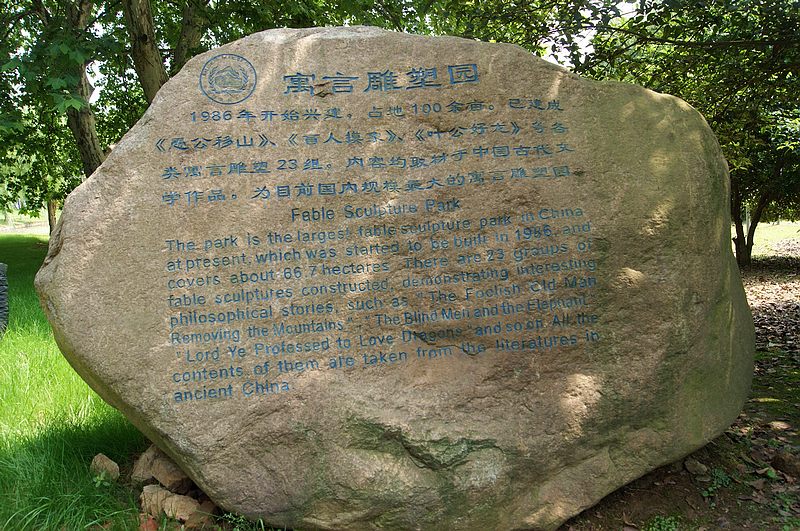 寓言雕塑园
1986年开始兴建，占地100余亩。已建成
《愚公移山》、《盲人摸象》、《叶公好龙》等各
类寓言雕塑23组，内容均取材于中国古代文
学作品。为目前国内规模最大的寓言雕塑园。
Fable Sculpture Park
The park is the largest fable sculpture park in China
at present, which was started to be built in 1986, and
covers about 66.7 hectares. There are 23 groups of
fable sculptures constructed, demonstrating interesting
philosophical stories, such as "The Foolish Old Man
Removing the Mountains," "The Blind Men and the Elephant,"
"Lord Ye Professed to Love Dragons" and so on. All the
contents of them are taken from the literatures in
ancient China.